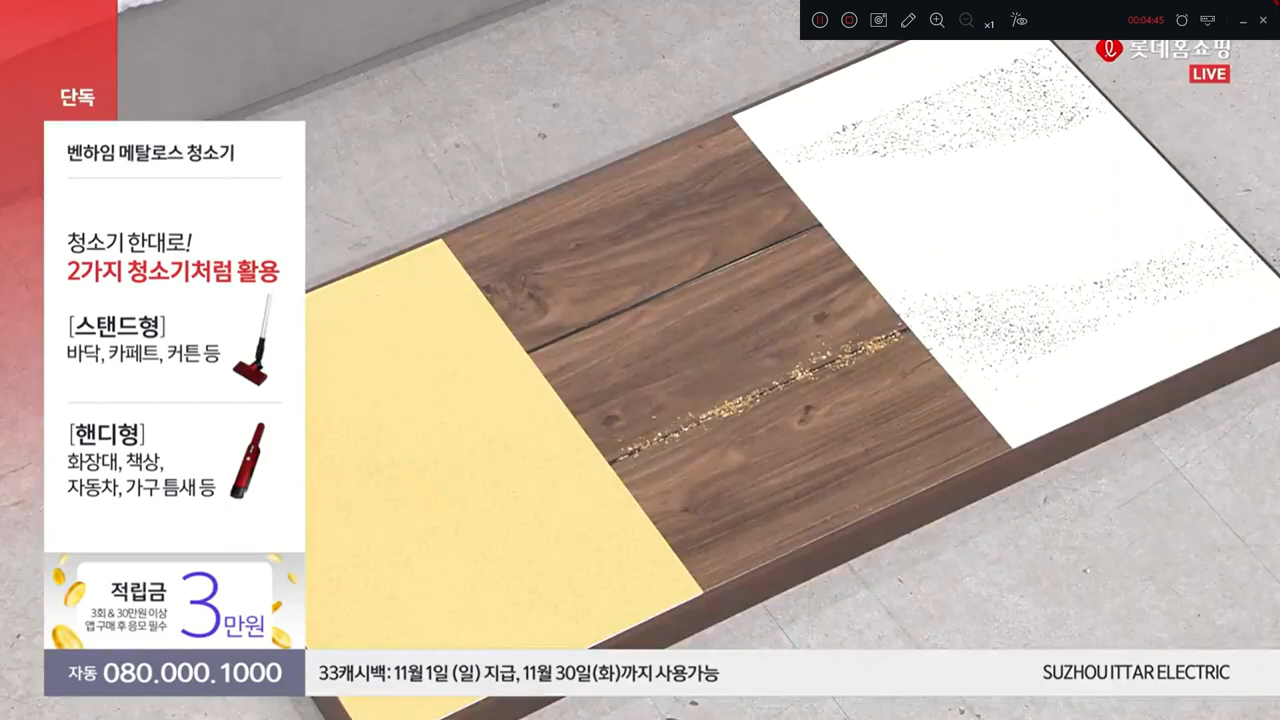 x1
00:04:45
롯데홈쇼핑
LIVE
단독
벤하임 메탈로스 청소기
청소기 한대로!
2가지 청소기처럼 활용
[스탠드형]
바닥, 카페트, 커튼 등
[핸디형]
화장대, 책상,
자동차, 가구 틈새 등
적립금
3회 & 30만원 이상
앱 구매 후 응모 필수
3만원
자동 080.000.1000
33캐시백: 11월 1일 (일) 지급, 11월 30일(화)까지 사용가능
SUZHOU ITTAR ELECTRIC